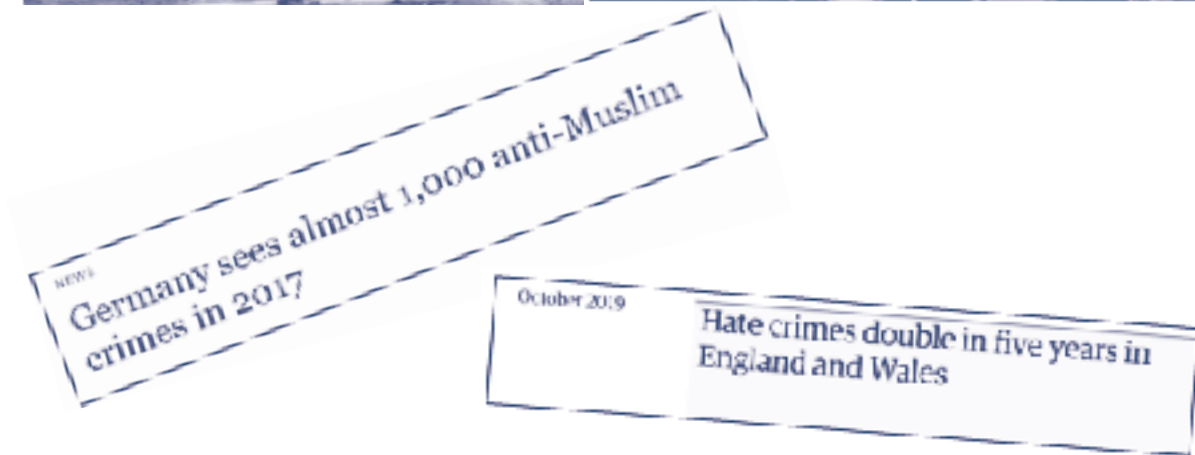 NEWS
Germany sees almost 1,000 anti-Muslim
crimes in 2017
October 2019
Hate crimes double in five years in
England and Wales